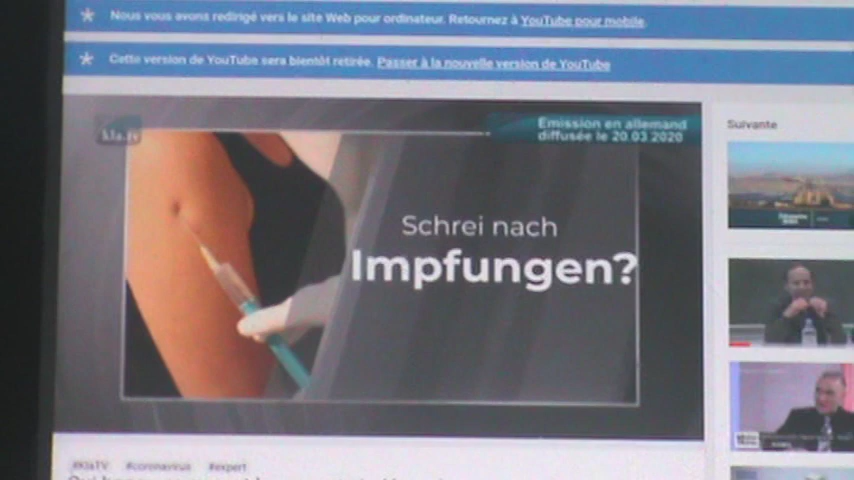 Nous vous avons redirigé vers le site Web pour ordinateur. Retournez à YouTube pour mobile.
Cette version de YouTube sera bientôt retirée. Passer à la nouvelle version de YouTube
kla.tv
Émission en allemand
diffusée le 20.03.2020
Suivante
Schrei nach
Impfungen?
#KlaTV #coronavirus #expert